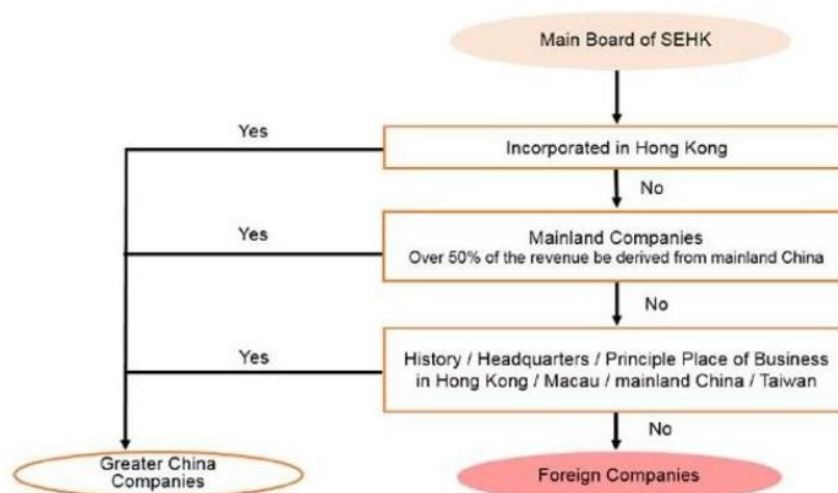 Main Board of SEHK
Yes
Incorporated in Hong Kong
No
Yes
Mainland Companies
Over 50% of the revenue be derived from mainland China
No
Yes
History / Headquarters / Principle Place of Business
in Hong Kong / Macau / mainland China / Taiwan
No
Greater China
Companies
Foreign Companies